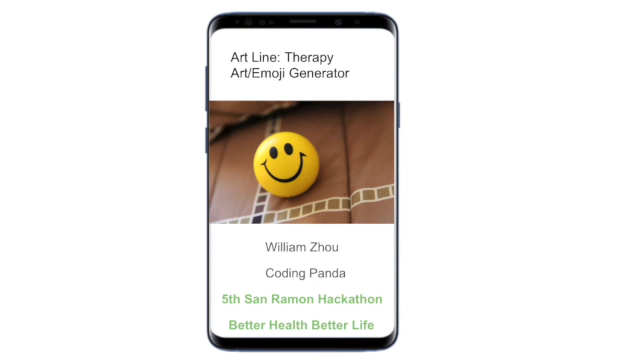 Art Line: Therapy
Art/Emoji Generator
William Zhou
Coding Panda
5th San Ramon Hackathon
Better Health Better Life